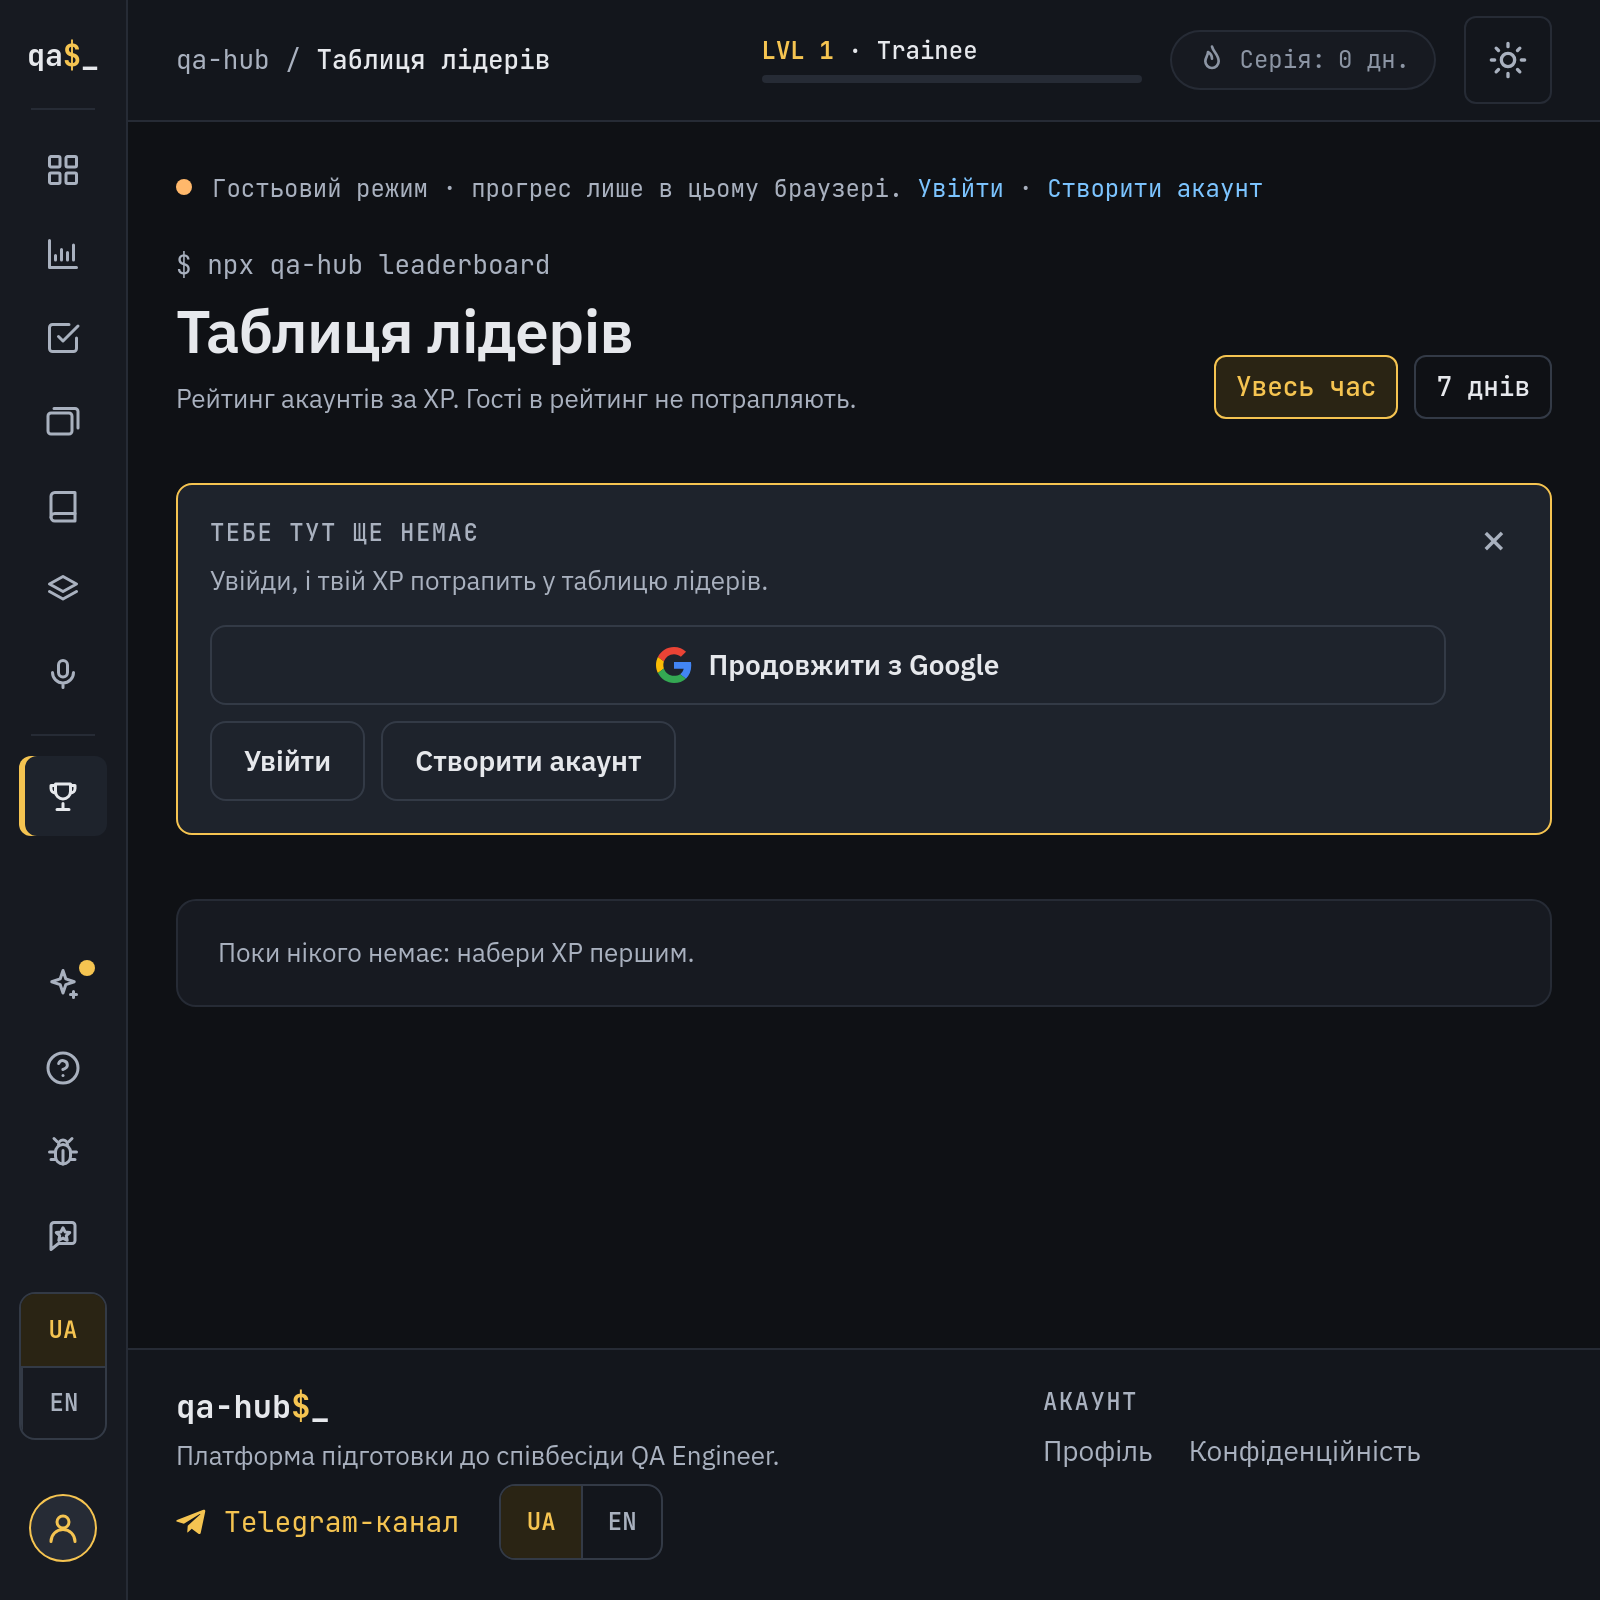 qa$_
qa-hub / Таблиця лідерів
LVL 1 · Trainee
Серія: 0 дн.
Гостьовий режим · прогрес лише в цьому браузері. Увійти · Створити акаунт
$ npx qa-hub leaderboard
Таблиця лідерів
Рейтинг акаунтів за XP. Гості в рейтинг не потрапляють.
Увесь час
7 днів
ТЕБЕ ТУТ ЩЕ НЕМАЄ
Увійди, і твій XP потрапить у таблицю лідерів.
Продовжити з Google
Увійти
Створити акаунт
Поки нікого немає: набери XP першим.
UA
EN
qa-hub$_
Платформа підготовки до співбесіди QA Engineer.
Telegram-канал
UA
EN
АКАУНТ
Профіль
Конфіденційність